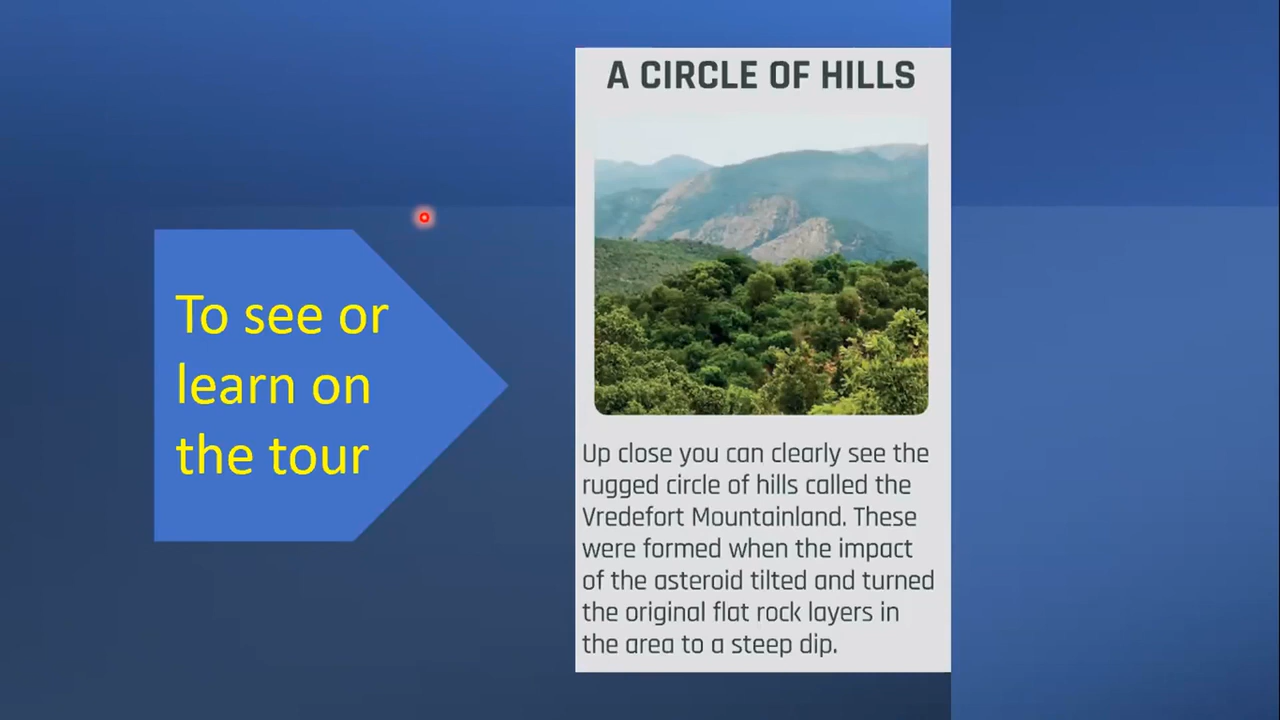 To see or
learn on
the tour
A CIRCLE OF HILLS
Up close you can clearly see the
rugged circle of hills called the
Vredefort Mountainland. These
were formed when the impact
of the asteroid tilted and turned
the original flat rock layers in
the area to a steep dip.